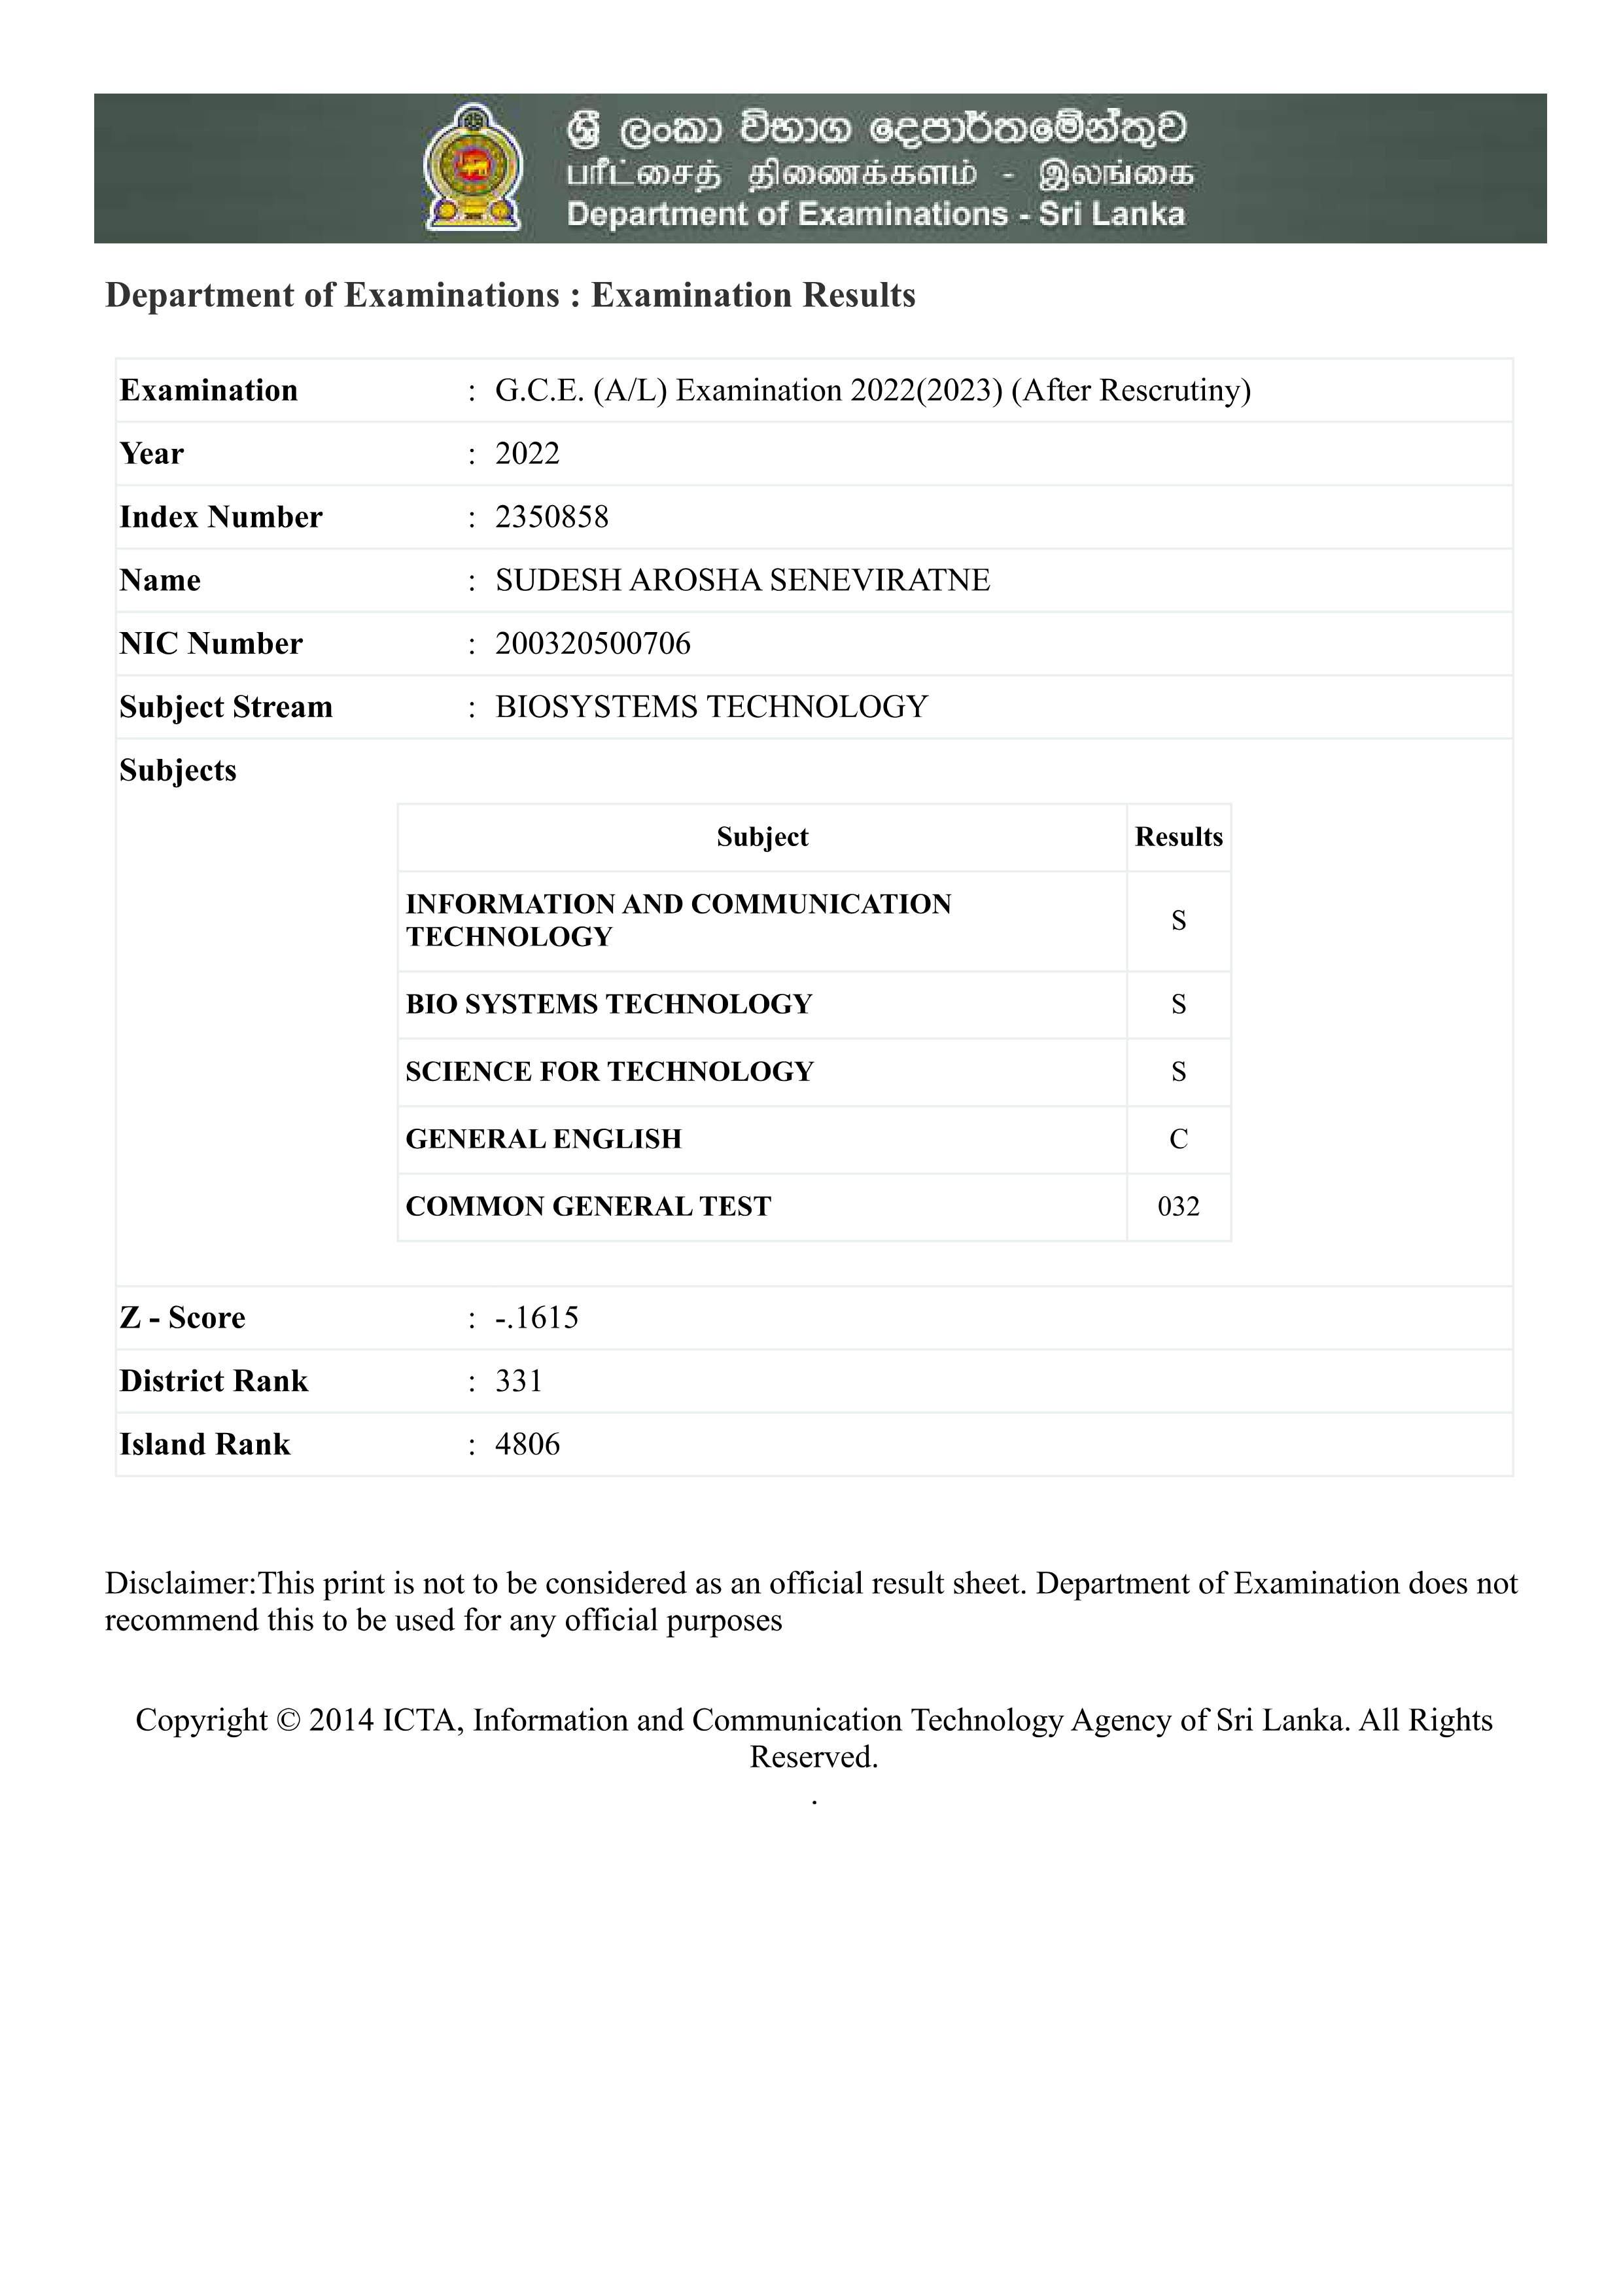 ශ්‍රී ලංකා විභාග දෙපාර්තමේන්තුව
பரீட்சைத் திணைக்களம் - இலங்கை
Department of Examinations - Sri Lanka
Department of Examinations : Examination Results
Examination : G.C.E. (A/L) Examination 2022(2023) (After Rescrutiny)
Year : 2022
Index Number : 2350858
Name : SUDESH AROSHA SENEVIRATNE
NIC Number : 200320500706
Subject Stream : BIOSYSTEMS TECHNOLOGY
Subjects
Subject Results
INFORMATION AND COMMUNICATION
TECHNOLOGY S
BIO SYSTEMS TECHNOLOGY S
SCIENCE FOR TECHNOLOGY S
GENERAL ENGLISH C
COMMON GENERAL TEST 032
Z - Score : -.1615
District Rank : 331
Island Rank : 4806
Disclaimer:This print is not to be considered as an official result sheet. Department of Examination does not
recommend this to be used for any official purposes
Copyright © 2014 ICTA, Information and Communication Technology Agency of Sri Lanka. All Rights
Reserved.
.